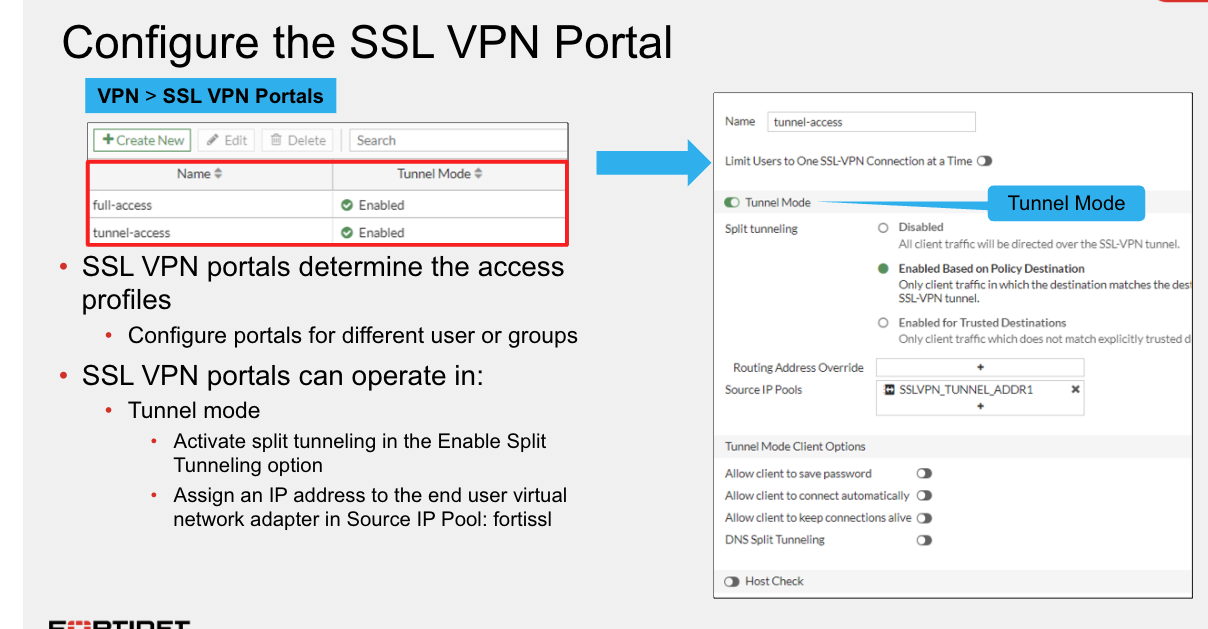 Configure the SSL VPN Portal
VPN > SSL VPN Portals
+ Create New Edit Delete Search
Name Tunnel Mode
full-access Enabled
tunnel-access Enabled
• SSL VPN portals determine the access
profiles
• Configure portals for different user or groups
• SSL VPN portals can operate in:
• Tunnel mode
• Activate split tunneling in the Enable Split
Tunneling option
• Assign an IP address to the end user virtual
network adapter in Source IP Pool: fortissl
Name tunnel-access
Limit Users to One SSL-VPN Connection at a Time
Tunnel Mode
Tunnel Mode
Split tunneling
Disabled
All client traffic will be directed over the SSL-VPN tunnel.
Enabled Based on Policy Destination
Only client traffic in which the destination matches the
SSL-VPN tunnel.
Enabled for Trusted Destinations
Only client traffic which does not match explicitly trusted
Routing Address Override +
Source IP Pools SSLVPN_TUNNEL_ADDR1 ✖
+
Tunnel Mode Client Options
Allow client to save password
Allow client to connect automatically
Allow client to keep connections alive
DNS Split Tunneling
Host Check